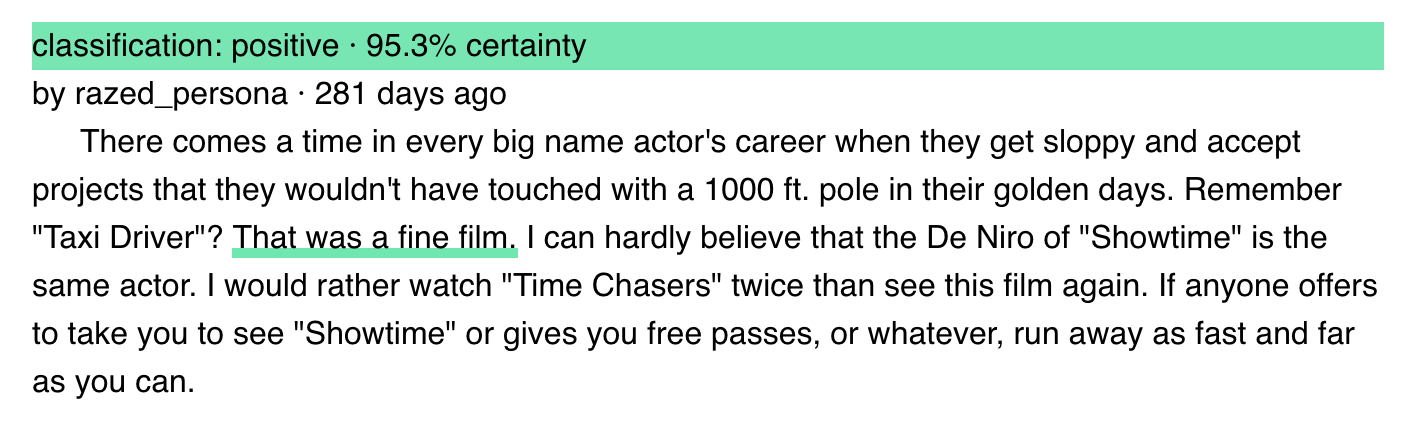 classification: positive · 95.3% certainty
by razed_persona · 281 days ago
There comes a time in every big name actor's career when they get sloppy and accept
projects that they wouldn't have touched with a 1000 ft. pole in their golden days. Remember
"Taxi Driver"? That was a fine film. I can hardly believe that the De Niro of "Showtime" is the
same actor. I would rather watch "Time Chasers" twice than see this film again. If anyone offers
to take you to see "Showtime" or gives you free passes, or whatever, run away as fast and far
as you can.